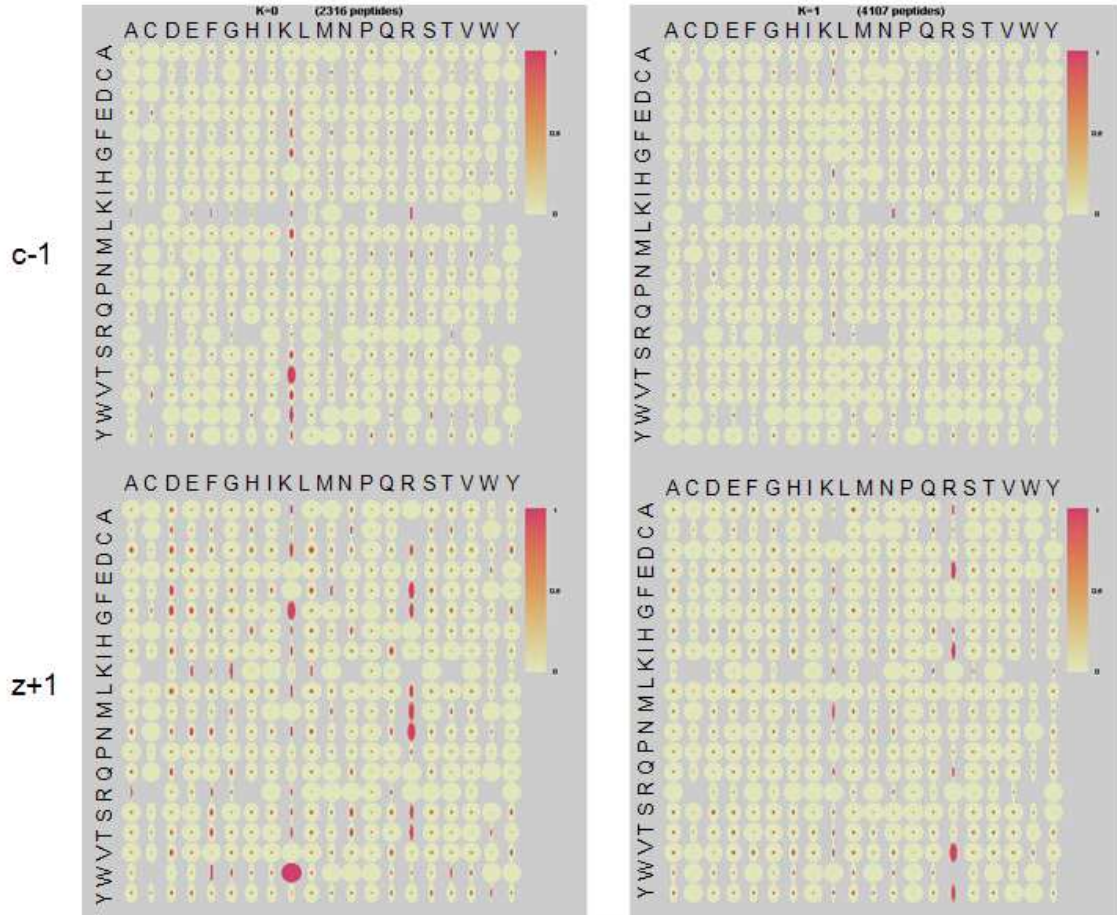 K=0 (2316 peptides)
ACDEFGHIKLMNPQRSTVWY
YWVTSRQPNMLKIHGFEDCA
1
0
K=1 (4107 peptides)
ACDEFGHIKLMNPQRSTVWY
YWVTSRQPNMLKIHGFEDCA
1
0
c-1
ACDEFGHIKLMNPQRSTVWY
YWVTSRQPNMLKIHGFEDCA
1
0
ACDEFGHIKLMNPQRSTVWY
YWVTSRQPNMLKIHGFEDCA
1
0
z+1